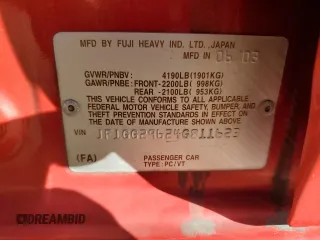 MFD BY FUJI HEAVY IND. LTD.,JAPAN
MFD IN 06 03
GVWR/PNBV: 4190LB(1901KG)
GAWR/PNBE: FRONT-2200LB( 998KG)
REAR -2100LB( 953KG)
THIS VEHICLE CONFORMS TO ALL APPLICABLE
FEDERAL MOTOR VEHICLE SAFETY, BUMPER, AND
THEFT PREVENTION STANDARDS IN EFFECT ON
THE DATE OF MANUFACTURE SHOWN ABOVE.
VIN
(FA)
PASSENGER CAR
TYPE: PC/VT
DREAMBID